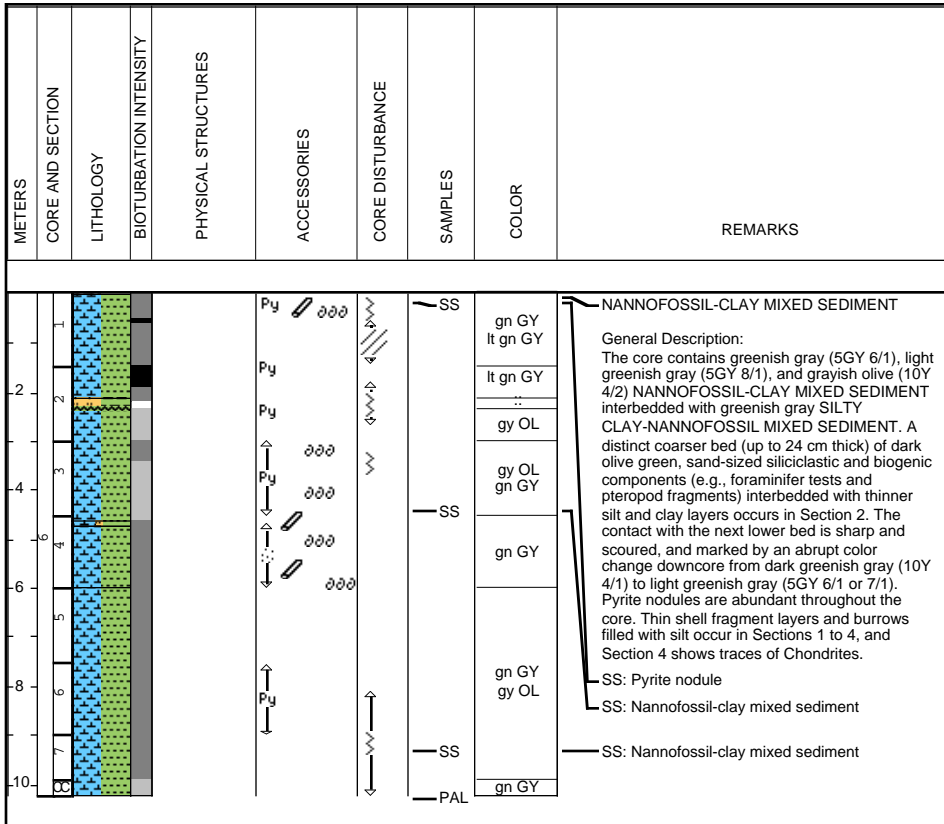 METERS
CORE AND SECTION
LITHOLOGY
BIOTURBATION INTENSITY
PHYSICAL STRUCTURES
ACCESSORIES
CORE DISTURBANCE
SAMPLES
COLOR
REMARKS
2
4
6
8
10
6
1
2
3
4
5
6
7
CC
Py
Py
Py
Py
Py
SS
SS
SS
PAL
gn GY
lt gn GY
lt gn GY
gy OL
gy OL
gn GY
gn GY
gn GY
gy OL
gn GY
NANNOFOSSIL-CLAY MIXED SEDIMENT
General Description:
The core contains greenish gray (5GY 6/1), light
greenish gray (5GY 8/1), and grayish olive (10Y
4/2) NANNOFOSSIL-CLAY MIXED SEDIMENT
interbedded with greenish gray SILTY
CLAY-NANNOFOSSIL MIXED SEDIMENT. A
distinct coarser bed (up to 24 cm thick) of dark
olive green, sand-sized siliciclastic and biogenic
components (e.g., foraminifer tests and
pteropod fragments) interbedded with thinner
silt and clay layers occurs in Section 2. The
contact with the next lower bed is sharp and
scoured, and marked by an abrupt color
change downcore from dark greenish gray (10Y
4/1) to light greenish gray (5GY 6/1 or 7/1).
Pyrite nodules are abundant throughout the
core. Thin shell fragment layers and burrows
filled with silt occur in Sections 1 to 4, and
Section 4 shows traces of Chondrites.
SS: Pyrite nodule
SS: Nannofossil-clay mixed sediment
SS: Nannofossil-clay mixed sediment